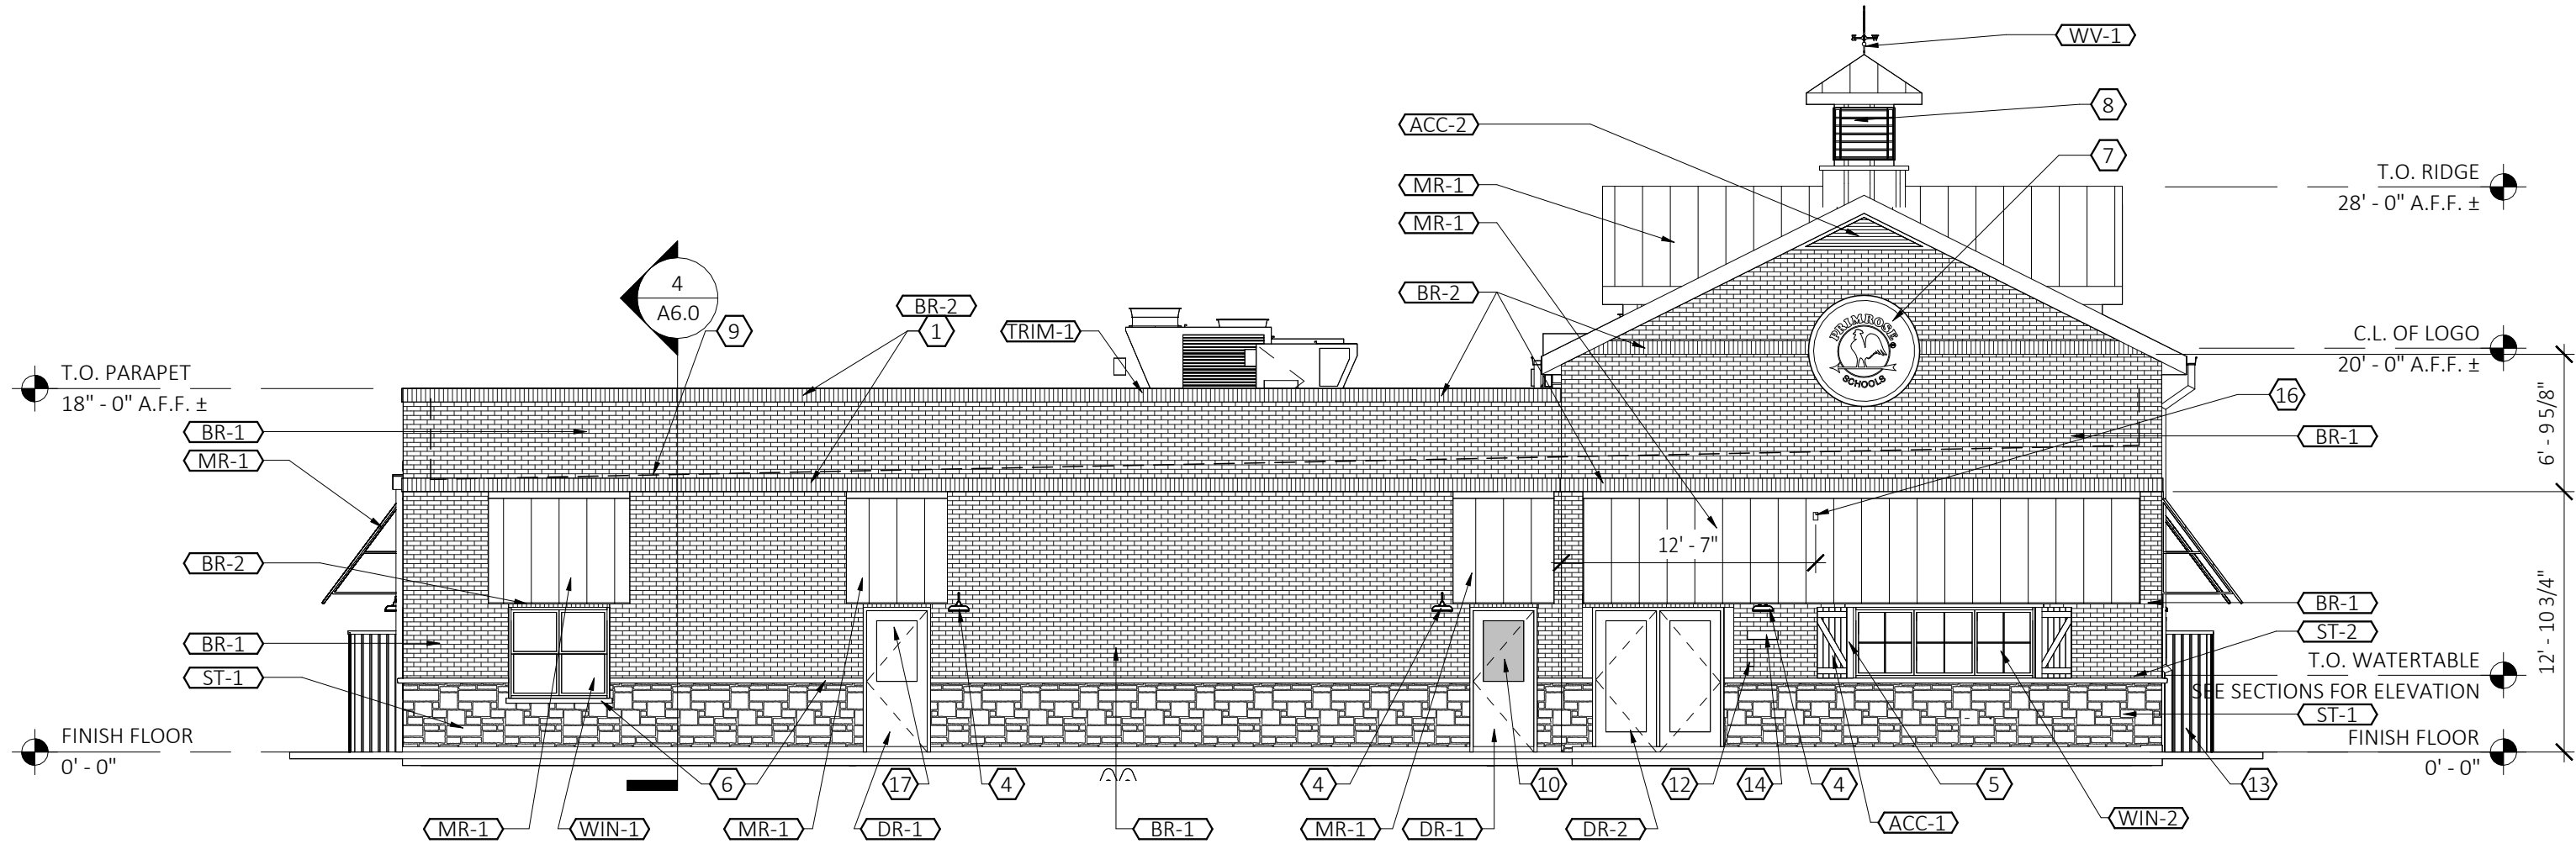 WV-1
8
ACC-2
7
MR-1
T.O. RIDGE
28' - 0" A.F.F. ±
MR-1
4
A6.0
BR-2
1
9
TRIM-1
BR-2
PRIMROSE
SCHOOLS
C.L. OF LOGO
20' - 0" A.F.F. ±
T.O. PARAPET
18" - 0" A.F.F. ±
16
6' - 9 5/8"
BR-1
BR-1
MR-1
12' - 7"
BR-2
12' - 10 3/4"
BR-1
BR-1
ST-2
ST-1
T.O. WATERTABLE
SEE SECTIONS FOR ELEVATION
ST-1
FINISH FLOOR
0' - 0"
FINISH FLOOR
0' - 0"
6
17
4
4
10
12
14
4
5
13
MR-1
WIN-1
MR-1
DR-1
BR-1
MR-1
DR-1
DR-2
ACC-1
WIN-2